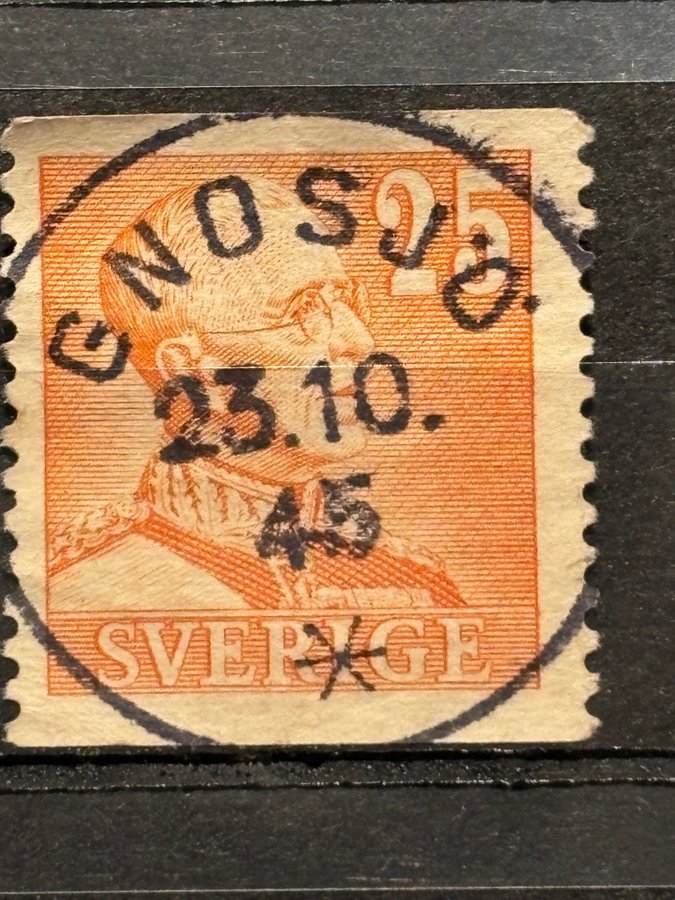 25
GNOSJÖ
23.10.
45
SVERIGE